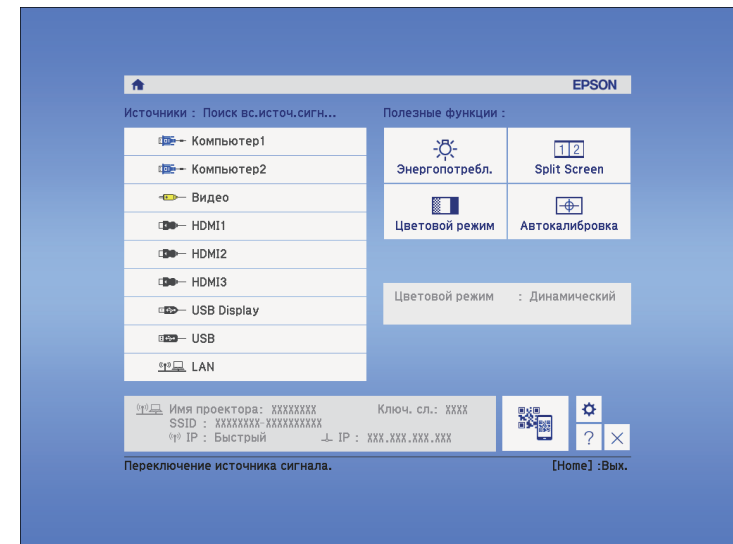 EPSON
Источники : Поиск вс.источ.сигн...
Компьютер1
Компьютер2
Видео
HDMI1
HDMI2
HDMI3
USB Display
USB
LAN
Полезные функции :
Энергопотребл.
1 2
Split Screen
Цветовой режим
Автокалибровка
Цветовой режим : Динамический
Имя проектора: XXXXXXXX Ключ. сл.: XXXX
SSID : XXXXXXXX-XXXXXXXXXX
IP : Быстрый IP : XXX.XXX.XXX.XXX
?
Переключение источника сигнала. [Home] :Вых.